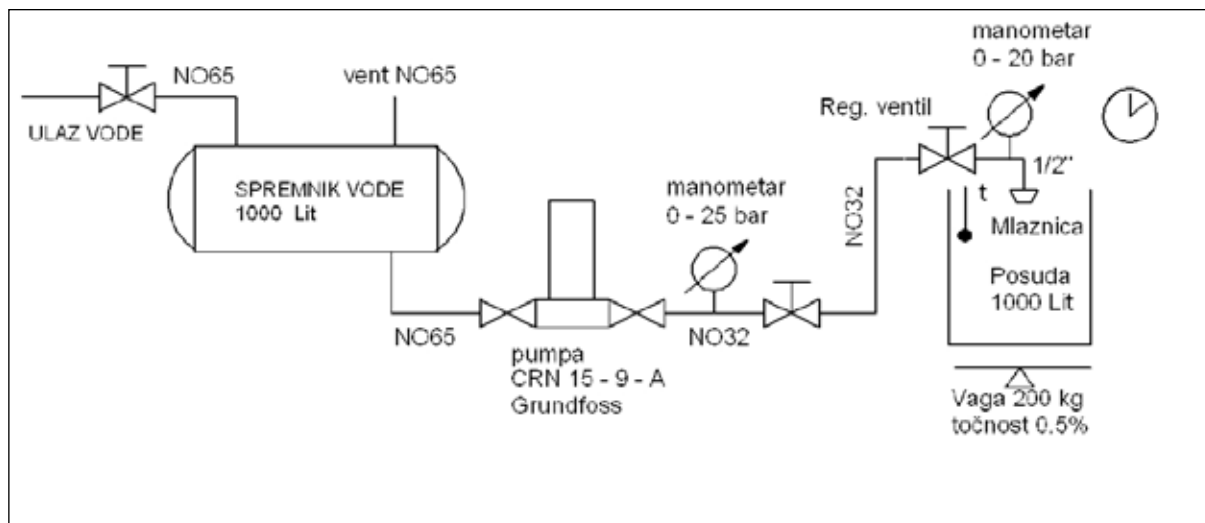 manometar
0 - 20 bar
NO65
vent NO65
Reg. ventil
ULAZ VODE
1/2"
SPREMNIK VODE
1000 Lit
manometar
0 - 25 bar
NO32
t
Mlaznica
Posuda
1000 Lit
NO65
NO32
pumpa
CRN 15 - 9 - A
Grundfoss
Vaga 200 kg
točnost 0.5%